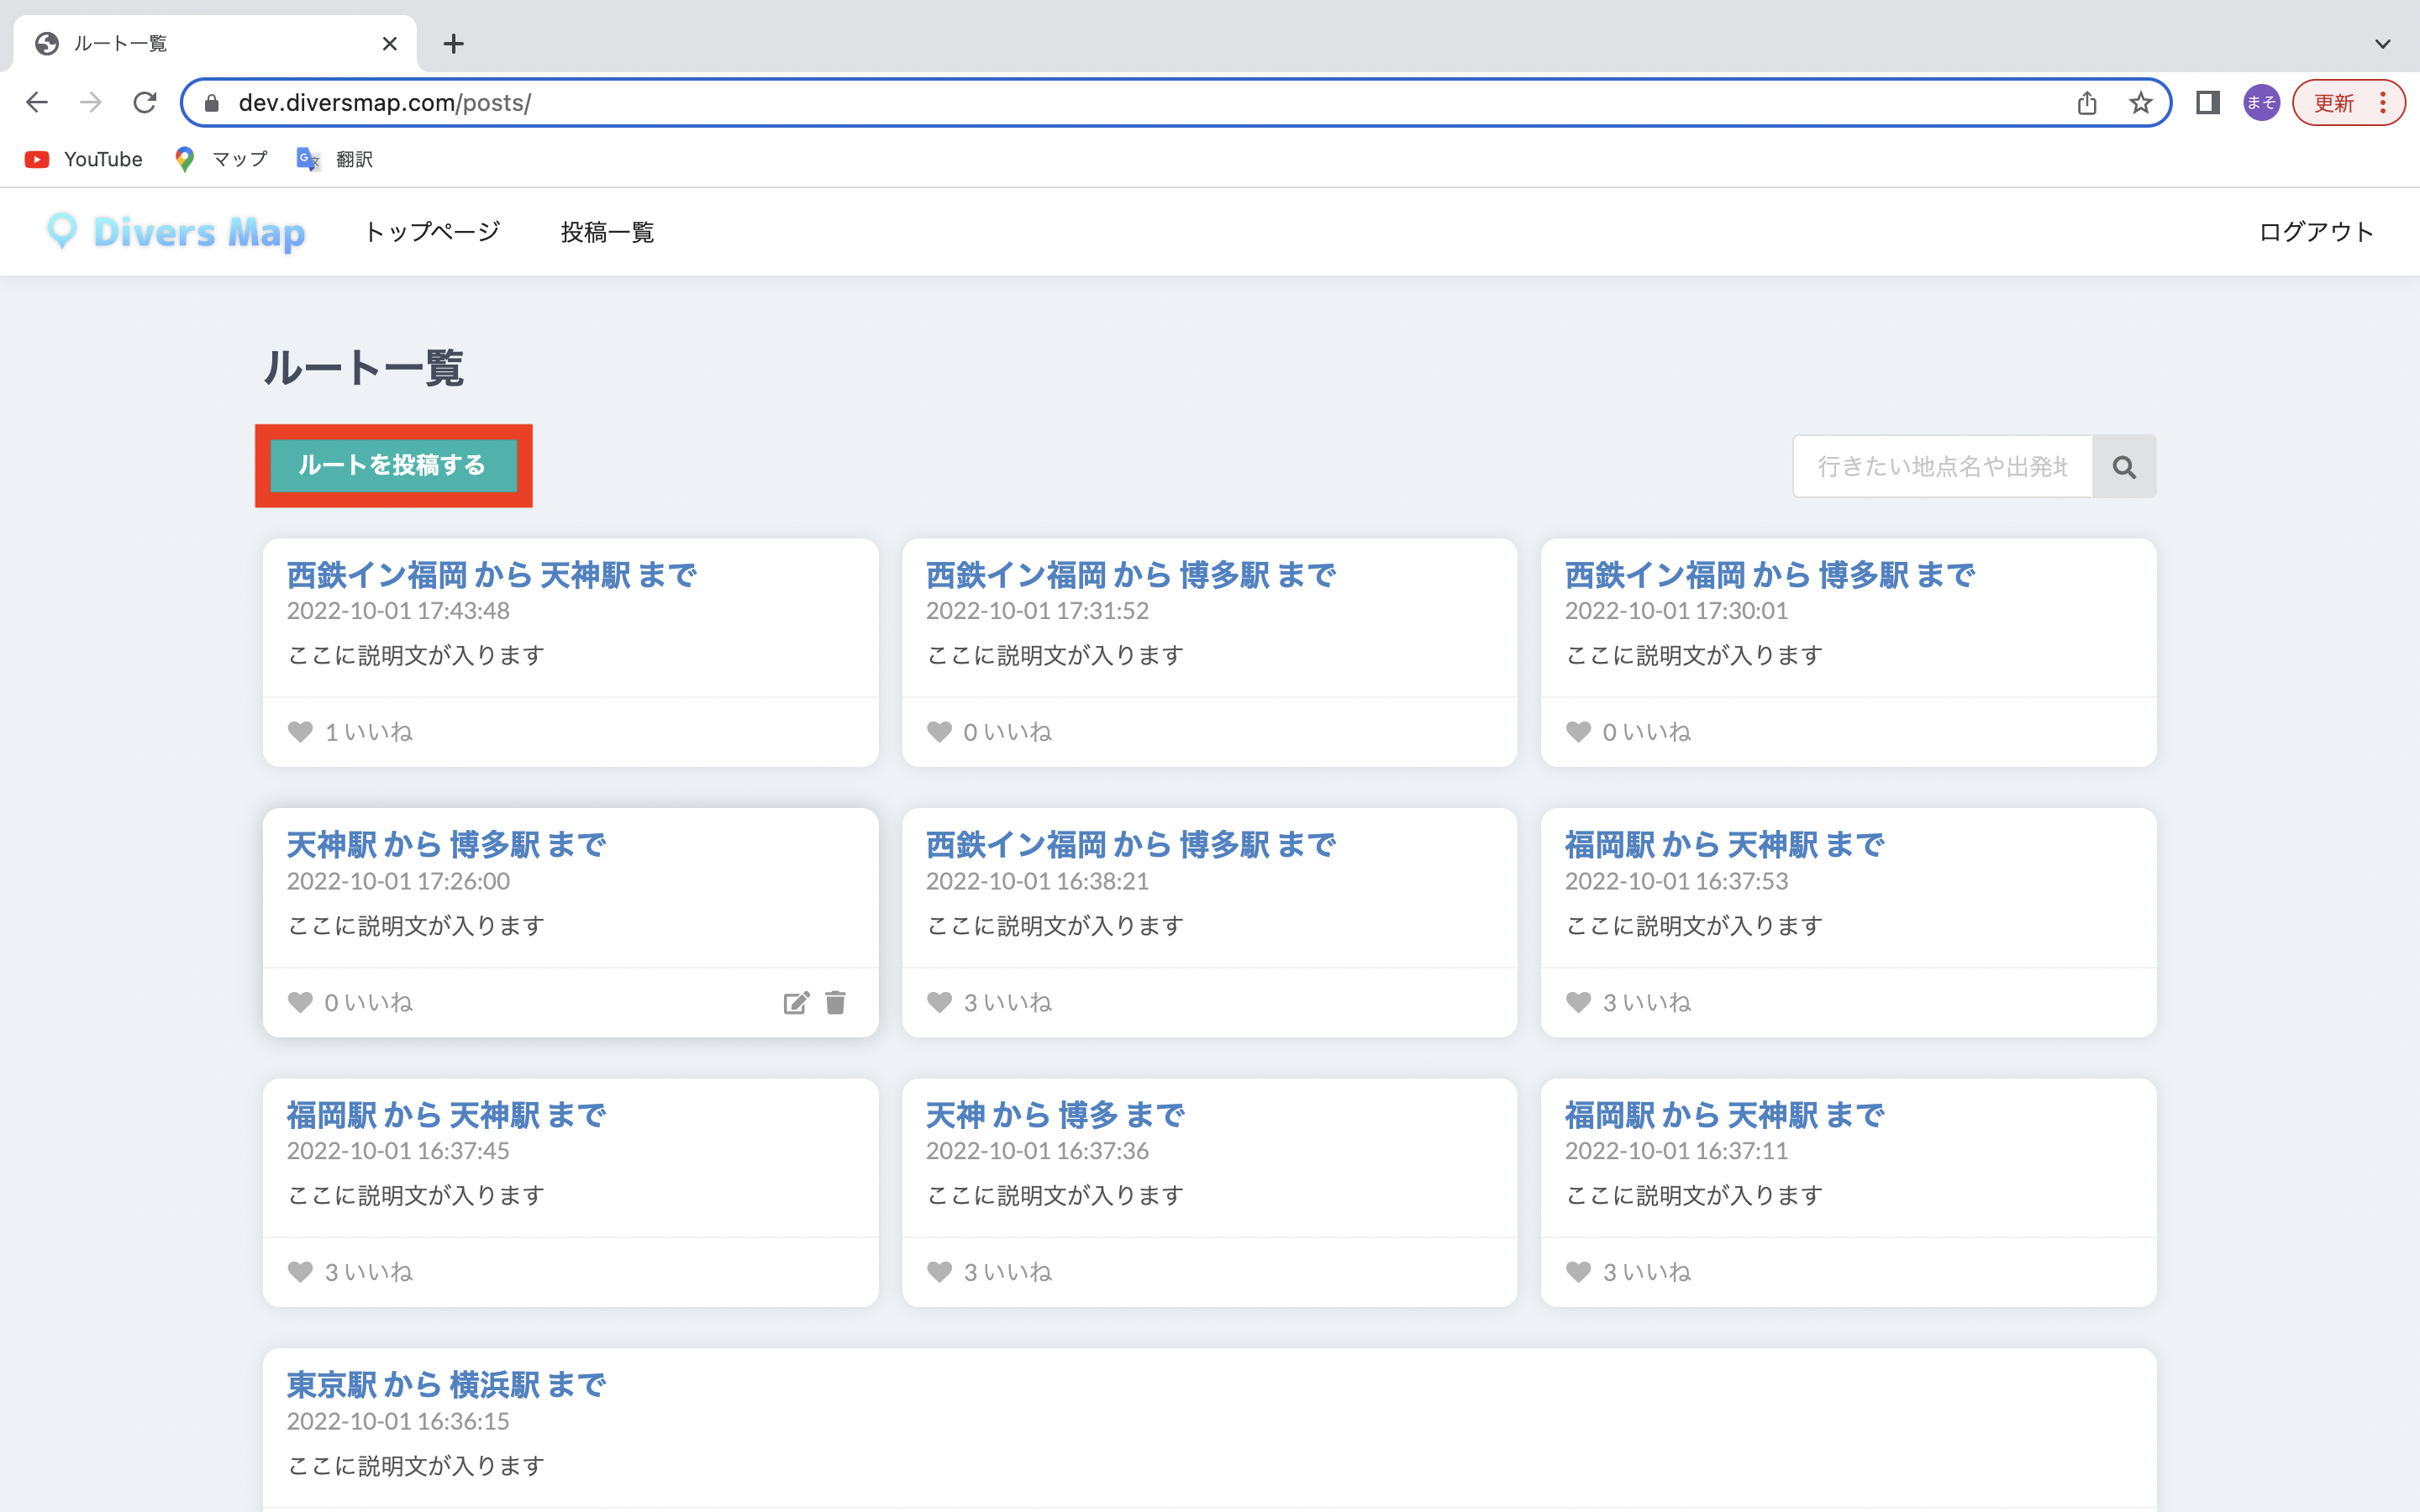 ルート一覧
dev.diversmap.com/posts/
まそ
更新
YouTube
マップ
翻訳
Divers Map
トップページ
投稿一覧
ログアウト
ルート一覧
ルートを投稿する
行きたい地点名や出発
西鉄イン福岡 から 天神駅 まで
2022-10-01 17:43:48
ここに説明文が入ります
1 いいね
西鉄イン福岡 から 博多駅 まで
2022-10-01 17:31:52
ここに説明文が入ります
0 いいね
西鉄イン福岡 から 博多駅 まで
2022-10-01 17:30:01
ここに説明文が入ります
0 いいね
天神駅 から 博多駅 まで
2022-10-01 17:26:00
ここに説明文が入ります
0 いいね
西鉄イン福岡 から 博多駅 まで
2022-10-01 16:38:21
ここに説明文が入ります
3 いいね
福岡駅 から 天神駅 まで
2022-10-01 16:37:53
ここに説明文が入ります
3 いいね
福岡駅 から 天神駅 まで
2022-10-01 16:37:45
ここに説明文が入ります
3 いいね
天神 から 博多 まで
2022-10-01 16:37:36
ここに説明文が入ります
3 いいね
福岡駅 から 天神駅 まで
2022-10-01 16:37:11
ここに説明文が入ります
3 いいね
東京駅 から 横浜駅 まで
2022-10-01 16:36:15
ここに説明文が入ります